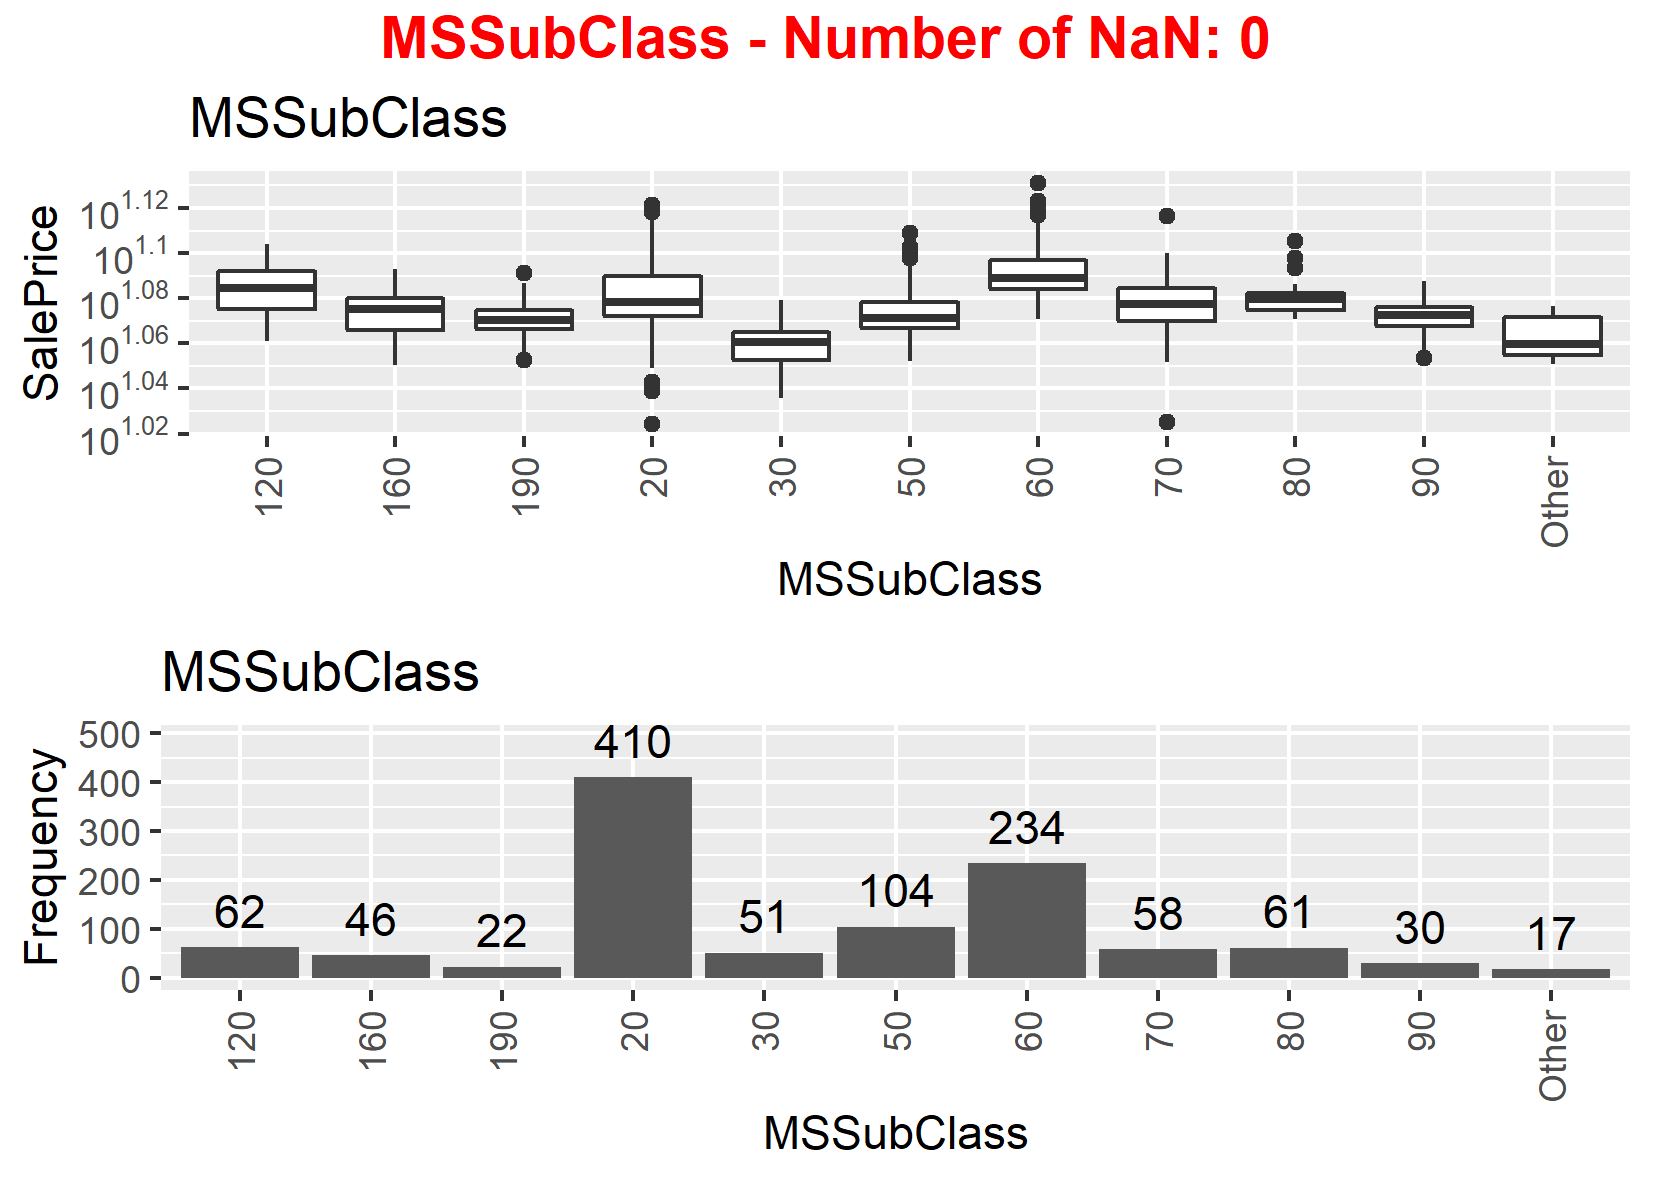 MSSubClass - Number of NaN: 0
MSSubClass
SalePrice
10^1.12
10^1.1
10^1.08
10^1.06
10^1.04
10^1.02
120 160 190 20 30 50 60 70 80 90 Other
MSSubClass
MSSubClass
Frequency
500
400
300
200
100
0
62 46 22 410 51 104 234 58 61 30 17
120 160 190 20 30 50 60 70 80 90 Other
MSSubClass